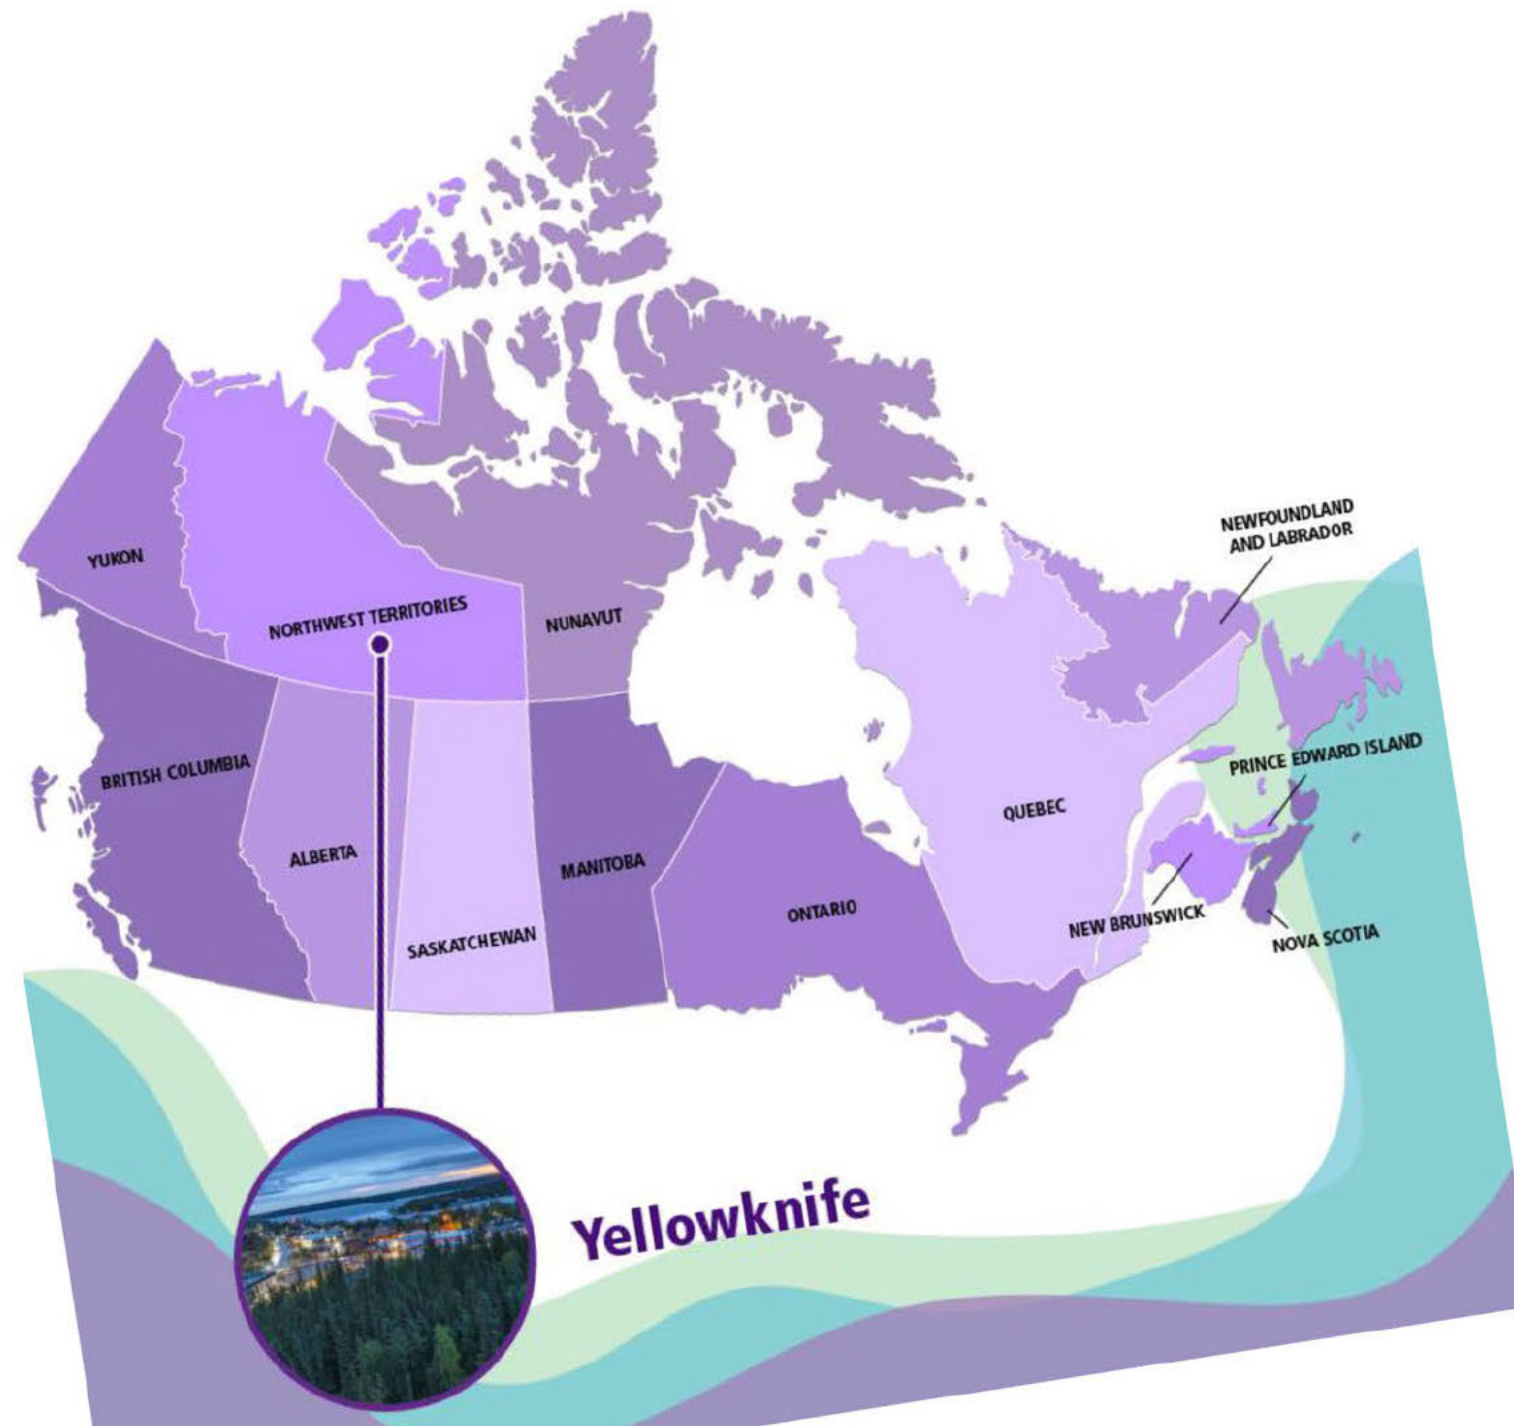 NEWFOUNDLAND
AND LABRADOR
YUKON
NORTHWEST TERRITORIES
NUNAVUT
PRINCE EDWARD ISLAND
BRITISH COLUMBIA
QUEBEC
ALBERTA
MANITOBA
ONTARIO
NEW BRUNSWICK
SASKATCHEWAN
NOVA SCOTIA
Yellowknife